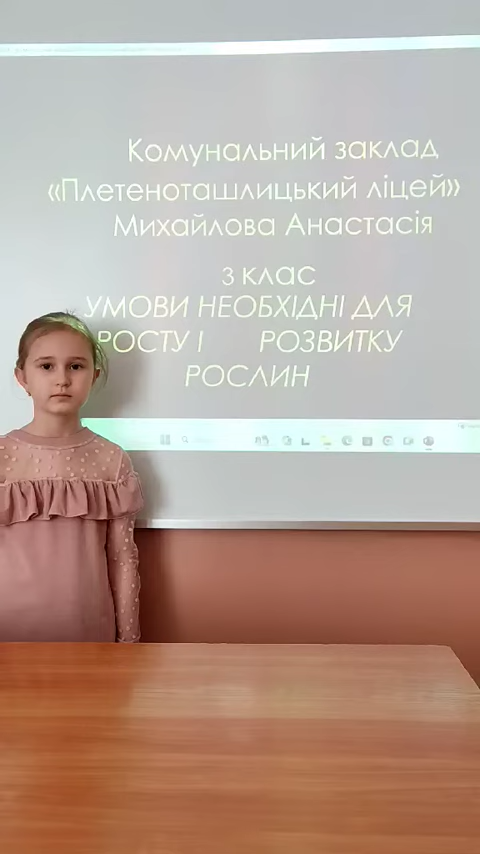 Комунальний заклад
«Плетеноташлицький ліцей»
Михайлова Анастасія
3 клас
УМОВИ НЕОБХІДНІ ДЛЯ
РОСТУ І РОЗВИТКУ
РОСЛИН